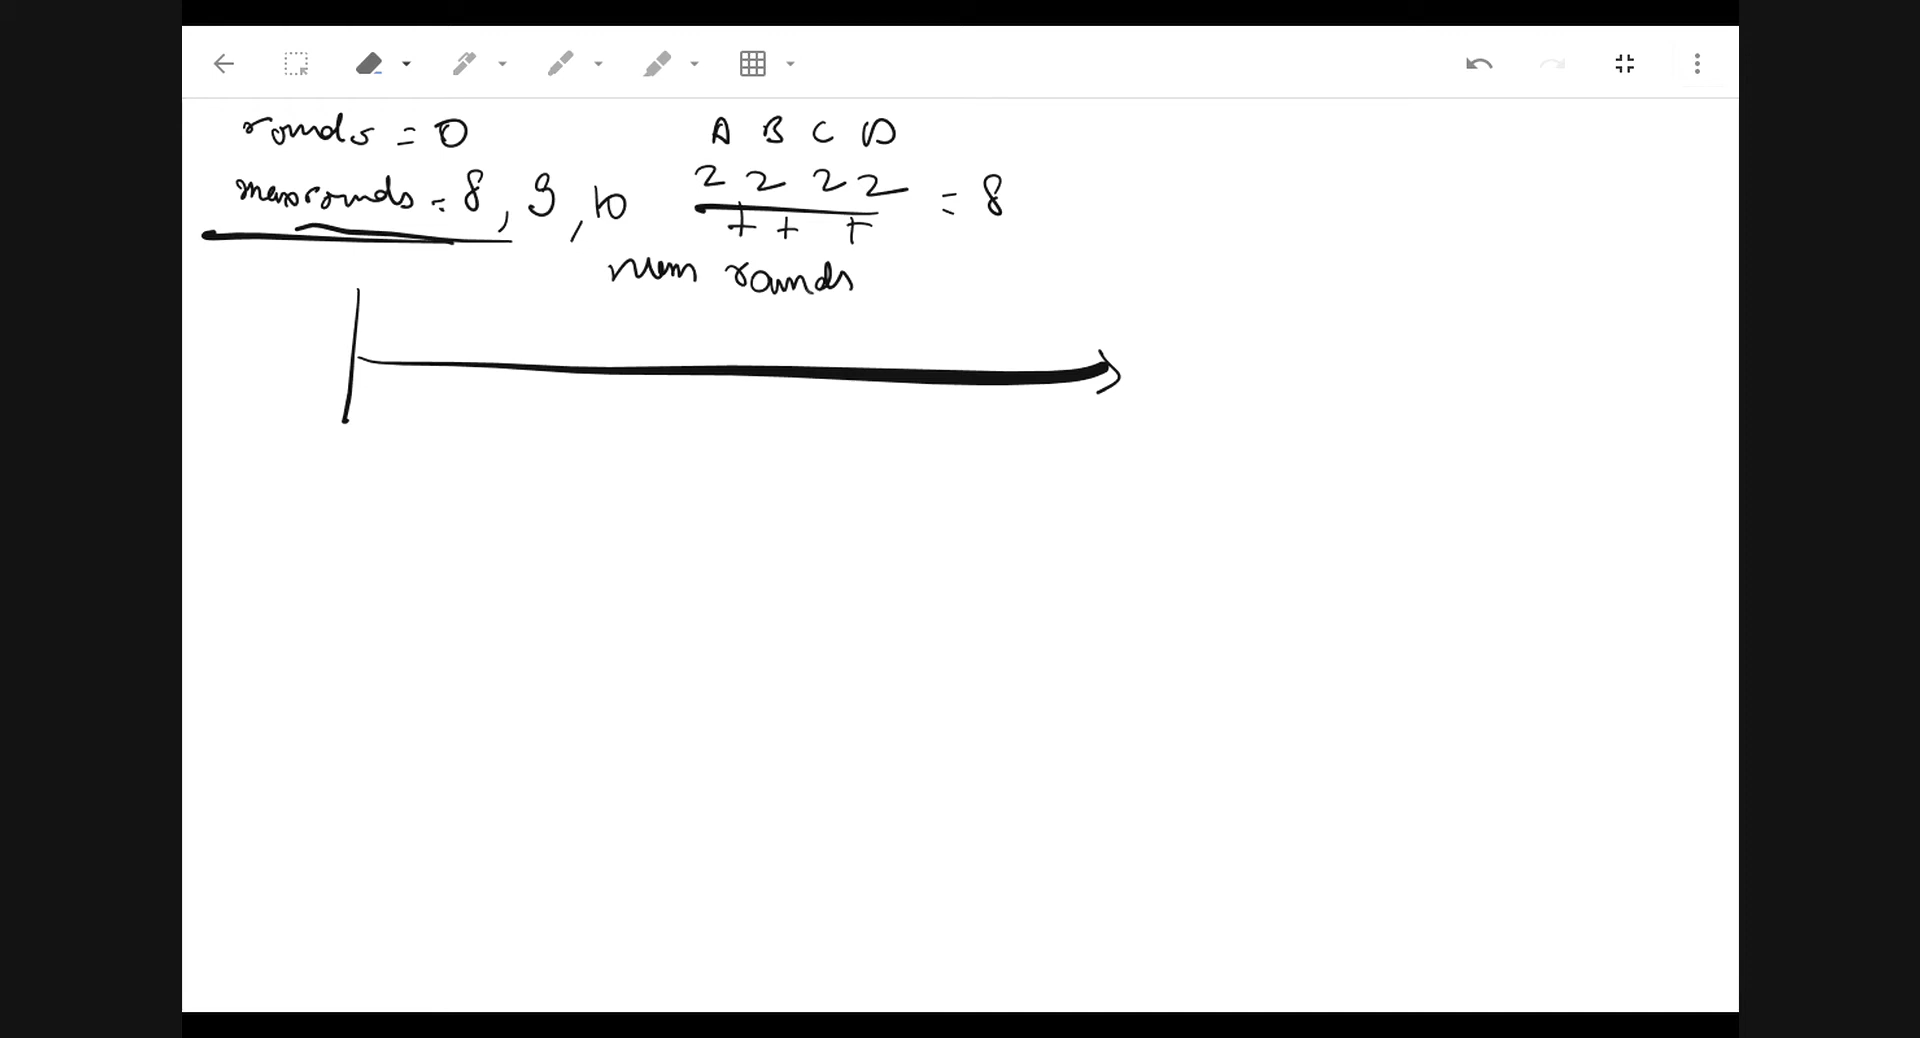 rounds = 0
maxrounds = 8, 9, 10
A B C D
2 2 2 2 = 8
+ + +
num rounds